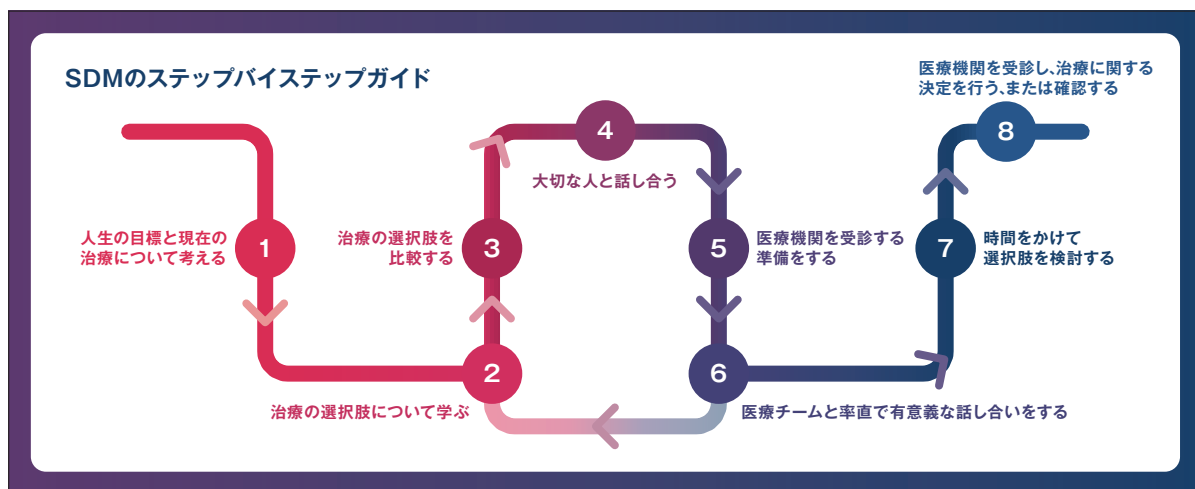 SDMのステップバイステップガイド
1
人生の目標と現在の
治療について考える
2
治療の選択肢について学ぶ
3
治療の選択肢を
比較する
4
大切な人と話し合う
5
医療機関を受診する
準備をする
6
医療チームと率直で有意義な話し合いをする
7
時間をかけて
選択肢を検討する
8
医療機関を受診し、治療に関する
決定を行う、または確認する